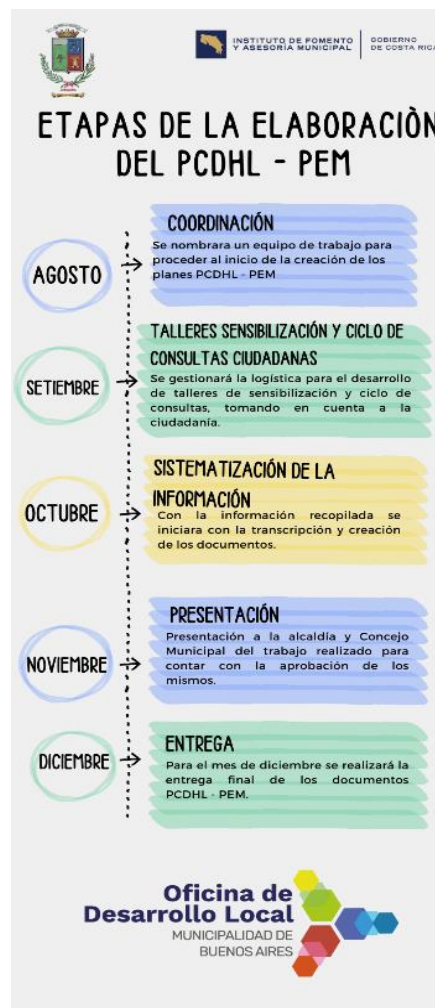 INSTITUTO DE FOMENTO
Y ASESORÍA MUNICIPAL
GOBIERNO
DE COSTA RICA
ETAPAS DE LA ELABORACIÒN
DEL PCDHL - PEM
AGOSTO
COORDINACIÓN
Se nombrara un equipo de trabajo para
proceder al inicio de la creación de los
planes PCDHL - PEM
SETIEMBRE
TALLERES SENSIBILIZACIÓN Y CICLO DE
CONSULTAS CIUDADANAS
Se gestionará la logística para el desarrollo
de talleres de sensibilización y ciclo de
consultas, tomando en cuenta a la
ciudadanía.
OCTUBRE
SISTEMATIZACIÓN DE LA
INFORMACIÓN
Con la información recopilada se
iniciara con la transcripción y creación
de los documentos.
NOVIEMBRE
PRESENTACIÓN
Presentación a la alcaldía y Concejo
Municipal del trabajo realizado para
contar con la aprobación de los
mismos.
DICIEMBRE
ENTREGA
Para el mes de diciembre se realizará la
entrega final de los documentos
PCDHL - PEM.
Oficina de
Desarrollo Local
MUNICIPALIDAD DE
BUENOS AIRES